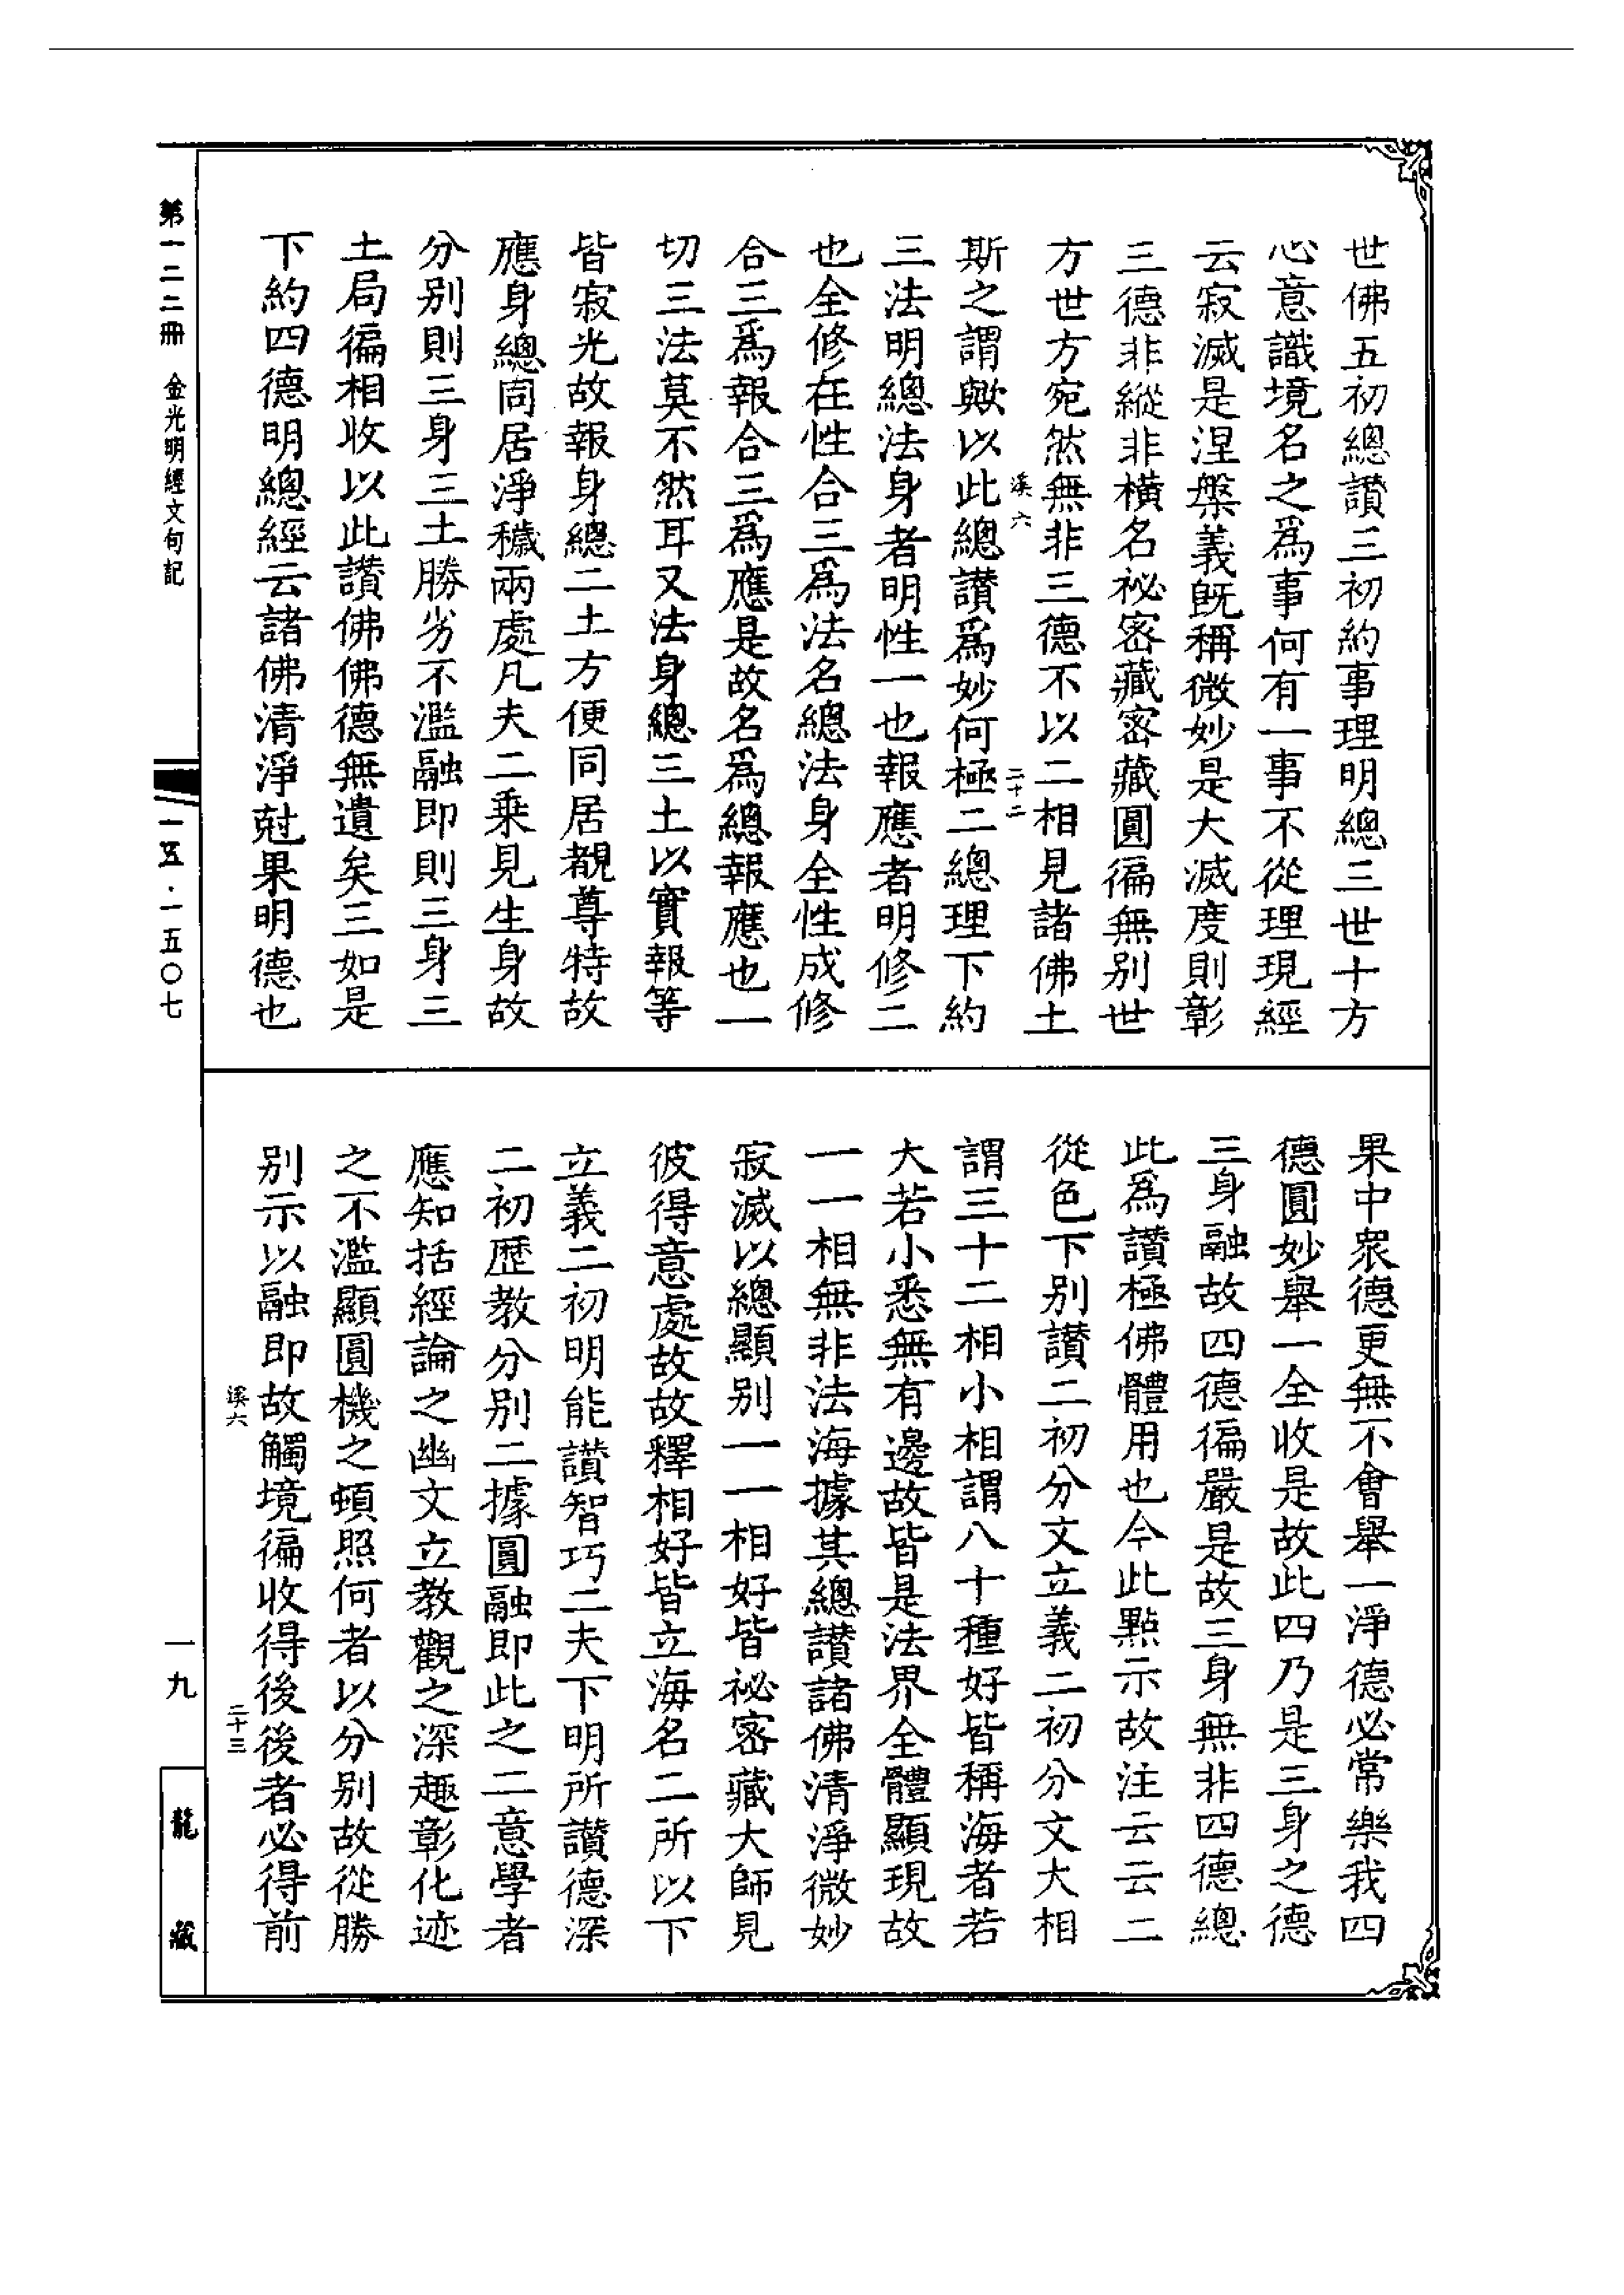 世佛五初總讚三初約事理明總三世十方
心意識境名之爲事何有一事不從理現經
云寂滅是涅槃義旣稱微妙是大滅度則彰
三德非縱非橫名祕密藏密藏圓徧無別世
方世方宛然無非三德不以二相見諸佛土
溪六
二十二
斯之謂歟以此總讚爲妙何極二總理下約
三法明總法身者明性一也報應者明修二
也全修在性合三爲法名總法身全性成修
合三爲報合三爲應是故名爲總報應也一
切三法莫不然耳又法身總三土以實報等
皆寂光故報身總二土方便同居覩尊特故
應身總同居淨穢兩處凡夫二乘見生身故
分別則三身三土勝劣不濫融即則三身三
土局徧相收以此讚佛佛德無遺矣三如是
下約四德明總經云諸佛清淨尅果明德也
果中衆德更無不會舉一淨德必常樂我四
德圓妙舉一全收是故此四乃是三身之德
三身融故四德徧嚴是故三身無非四德總
此爲讚極佛體用也今此點示故注云云二
從色下別讚二初分文立義二初分文大相
謂三十二相小相謂八十種好皆稱海者若
大若小悉無有邊故皆是法界全體顯現故
一一相無非法海據其總讚諸佛清淨微妙
寂滅以總顯別一一相好皆祕密藏大師見
彼得意處故故釋相好皆立海名二所以下
立義二初明能讚智巧二夫下明所讚德深
二初歷教分別二據圓融即此之二意學者
應知括經論之幽文立教觀之深趣彰化迹
之不濫顯圓機之頓照何者以分別故從勝
別示以融即故觸境徧收得後後者必得前
溪六
二十三
第一二二冊 金光明經文句記
一五·一五〇七
一九
龍藏